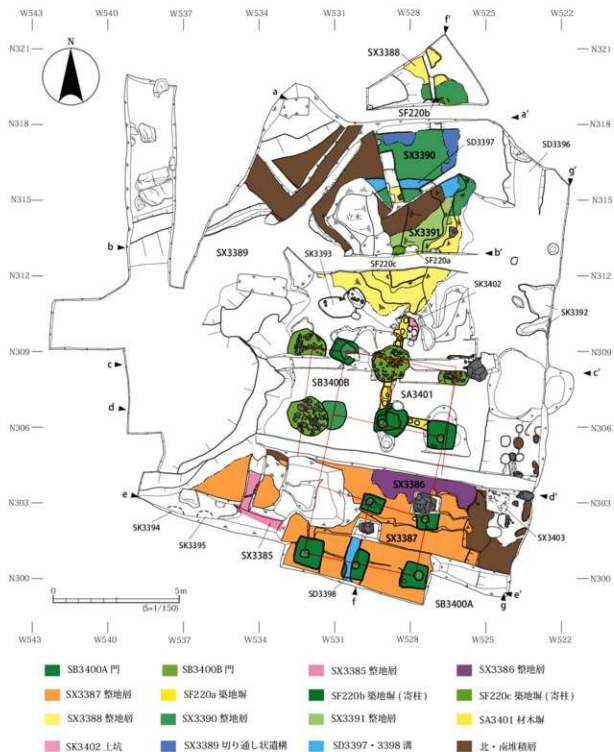 W543 W540 W537 W534 W531 W528 W525 W522
N321 N321
N
SX3388
f'
a
SF220b
a'
N318 N318
SX3390
SD3397
SD3396
g'
N315 N315
立木
SX3391
b
SX3389
SK3393
SF220c
SF220a
b'
N312 N312
SK3402
SK3392
N309 N309
c
SB3400B
SA3401
c'
d
N306 N306
SX3386
e
N303 N303
d'
SK3394
SK3395
SX3385
SX3387
SX3403
N300 N300
0 5m
(S=1/150)
SD3398
f
SB3400A
g
e'
W543 W540 W537 W534 W531 W528 W525 W522
SB3400A 門 SB3400B 門 SX3385 整地層 SX3386 整地層
SX3387 整地層 SF220a 築地塀 SF220b 築地塀 (寄柱) SF220c 築地塀 (寄柱)
SX3388 整地層 SX3390 整地層 SX3391 整地層 SA3401 材木塀
SK3402 土坑 SX3389 切り通し状遺構 SD3397・3398 溝 北・南堆積層